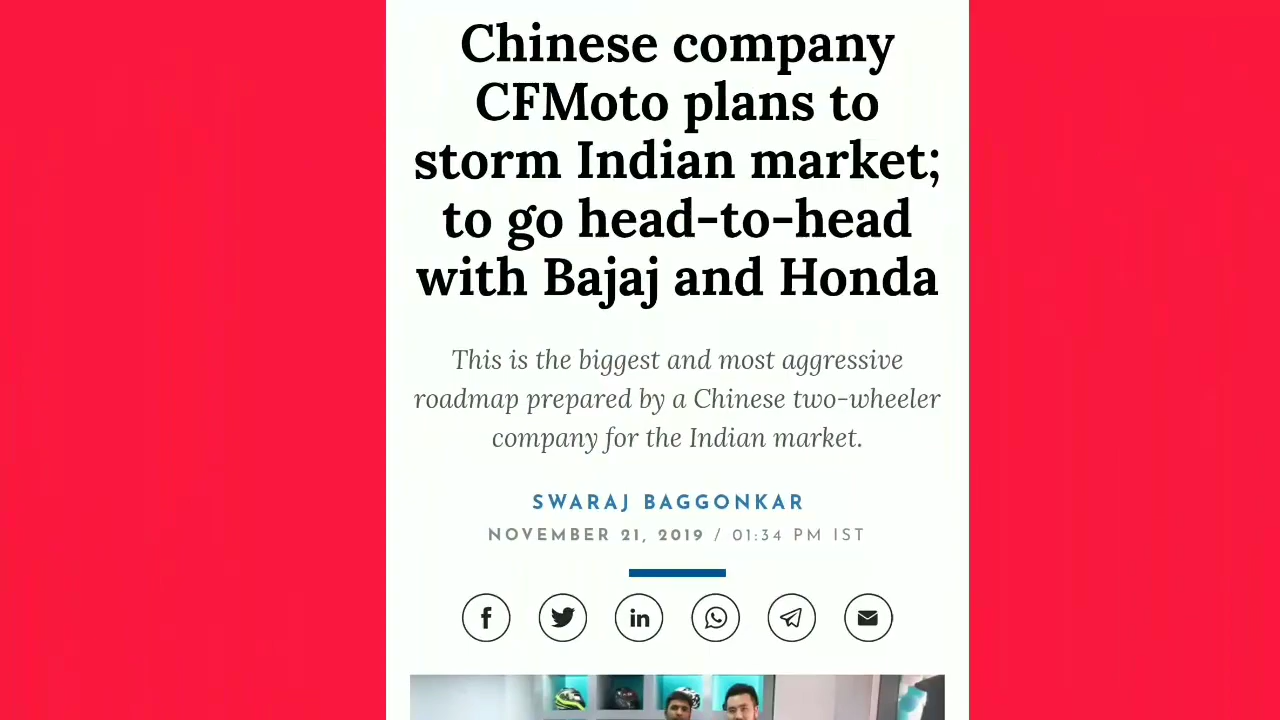 Chinese company
CFMoto plans to
storm Indian market;
to go head-to-head
with Bajaj and Honda
This is the biggest and most aggressive
roadmap prepared by a Chinese two-wheeler
company for the Indian market.
SWARAJ BAGGONKAR
NOVEMBER 21, 2019 / 01:34 PM IST